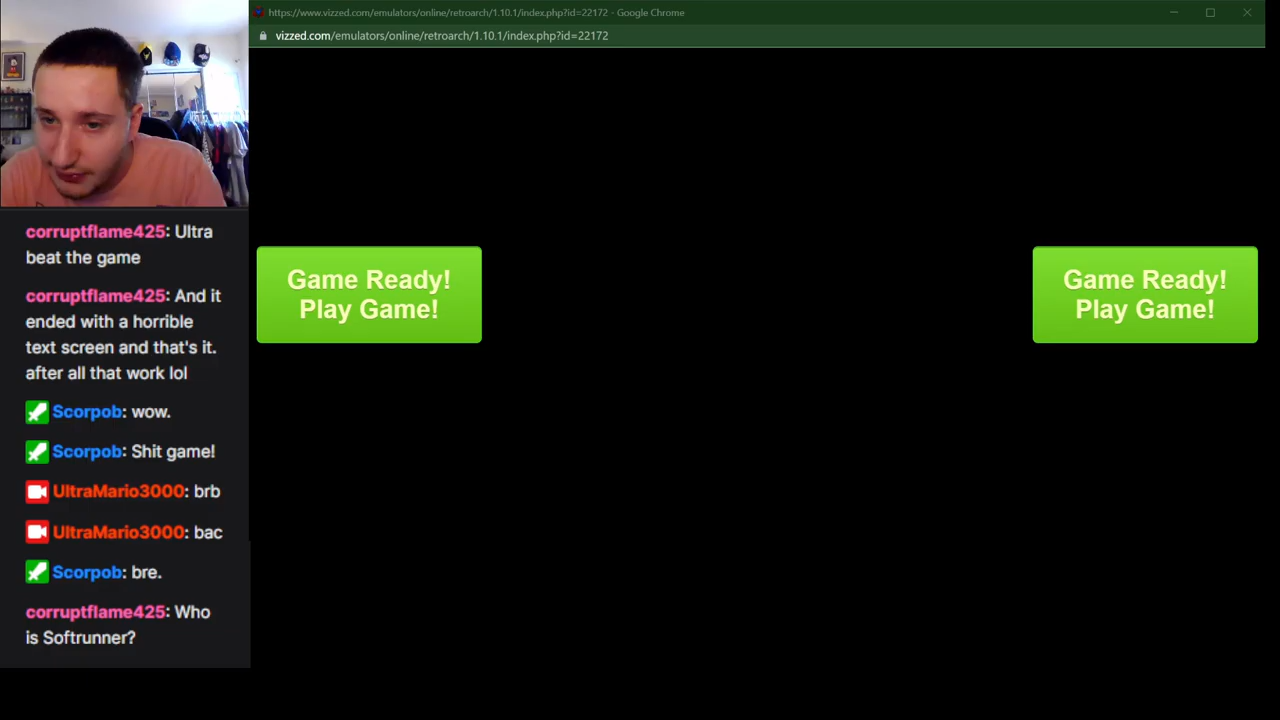 https://www.vizzed.com/emulators/online/retroarch/1.10.1/index.php?id=22172 - Google Chrome
vizzed.com/emulators/online/retroarch/1.10.1/index.php?id=22172
Game Ready!
Play Game!
Game Ready!
Play Game!
corruptflame425: Ultra
beat the game
corruptflame425: And it
ended with a horrible
text screen and that's it.
after all that work lol
Scorpob: wow.
Scorpob: Shit game!
UltraMario3000: brb
UltraMario3000: bac
Scorpob: bre.
corruptflame425: Who
is Softrunner?